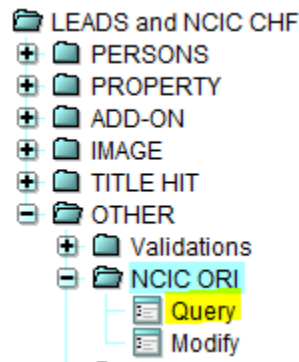 LEADS and NCIC CHF
PERSONS
PROPERTY
ADD-ON
IMAGE
TITLE HIT
OTHER
Validations
NCIC ORI
Query
Modify